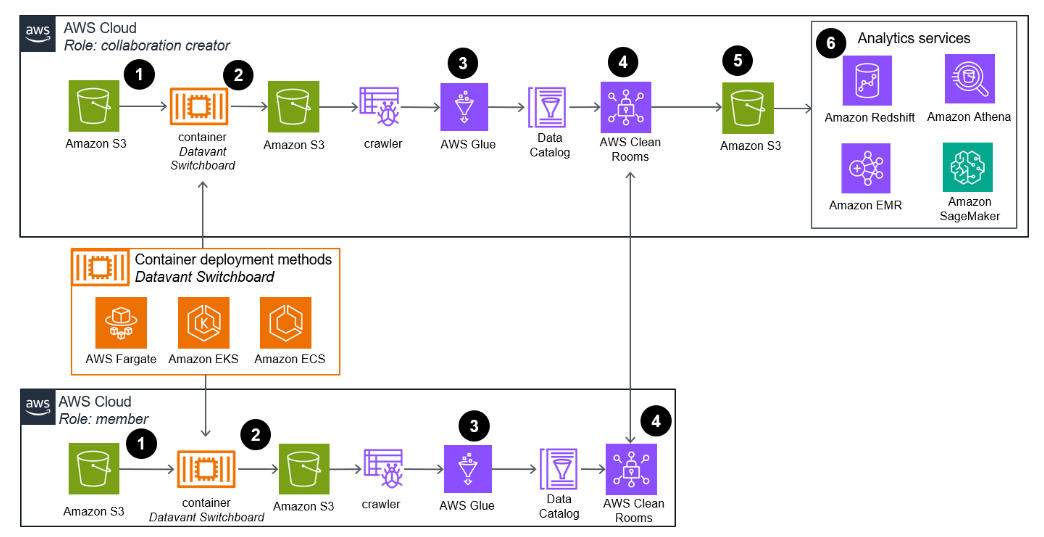 aws
AWS Cloud
Role: collaboration creator
1
2
3
4
5
6
Analytics services
Amazon S3
container
Datavant
Switchboard
Amazon S3
crawler
AWS Glue
Data
Catalog
AWS Clean
Rooms
Amazon S3
Amazon Redshift
Amazon Athena
Amazon EMR
Amazon
SageMaker
Container deployment methods
Datavant Switchboard
AWS Fargate
Amazon EKS
Amazon ECS
aws
AWS Cloud
Role: member
1
2
3
4
Amazon S3
container
Datavant Switchboard
Amazon S3
crawler
AWS Glue
Data
Catalog
AWS Clean
Rooms